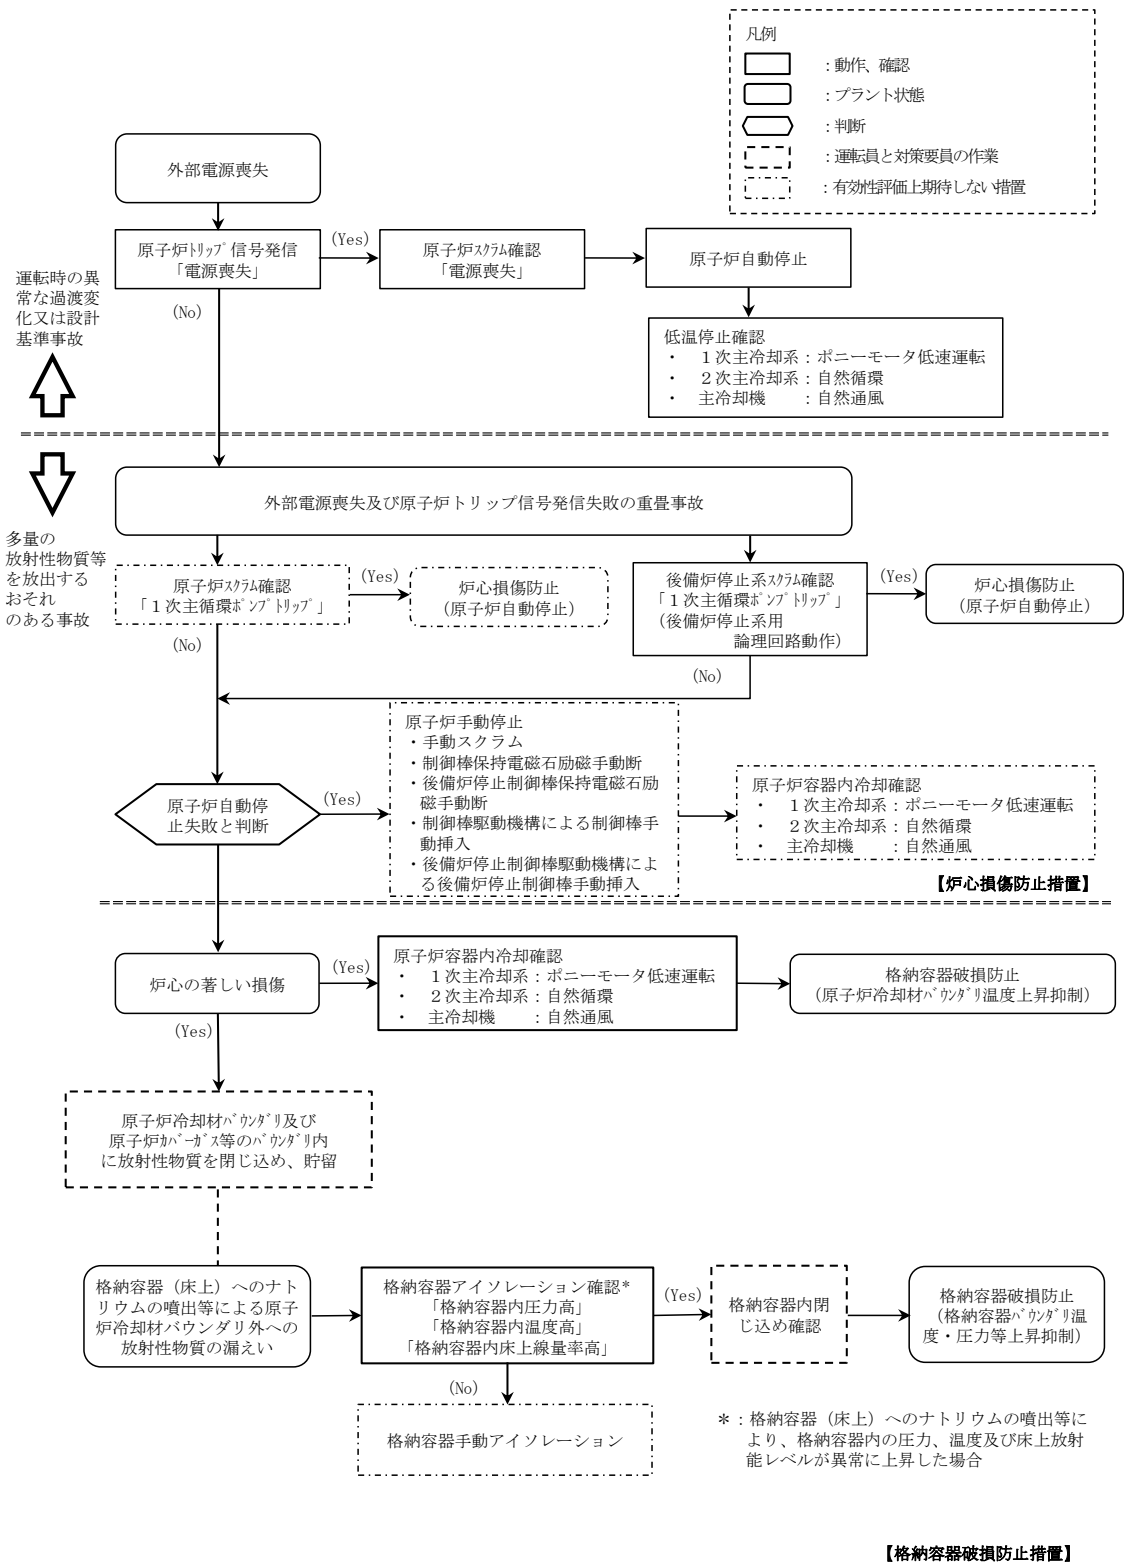 凡例
：動作、確認
：プラント状態
：判断
：運転員と対策要員の作業
：有効性評価上期待しない措置
外部電源喪失
原子炉ﾄﾘｯﾌﾟ信号発信
「電源喪失」
(Yes)
原子炉ｽｸﾗﾑ確認
「電源喪失」
原子炉自動停止
(No)
運転時の異
常な過渡変
化又は設計
基準事故
低温停止確認
・　１次主冷却系：ポニーモータ低速運転
・　２次主冷却系：自然循環
・　主冷却機　　：自然通風
外部電源喪失及び原子炉トリップ信号発信失敗の重畳事故
多量の
放射性物質等
を放出する
おそれ
のある事故
原子炉ｽｸﾗﾑ確認
「１次主循環ﾎﾟﾝﾌﾟﾄﾘｯﾌﾟ」
(Yes)
炉心損傷防止
（原子炉自動停止）
後備炉停止系ｽｸﾗﾑ確認
「１次主循環ﾎﾟﾝﾌﾟﾄﾘｯﾌﾟ」
（後備炉停止系用
論理回路動作）
(Yes)
炉心損傷防止
（原子炉自動停止）
(No)
(No)
原子炉自動停
止失敗と判断
(Yes)
原子炉手動停止
・手動スクラム
・制御棒保持電磁石励磁手動断
・後備炉停止制御棒保持電磁石励
磁手動断
・制御棒駆動機構による制御棒手
動挿入
・後備炉停止制御棒駆動機構によ
る後備炉停止制御棒手動挿入
原子炉容器内冷却確認
・　１次主冷却系：ポニーモータ低速運転
・　２次主冷却系：自然循環
・　主冷却機　　：自然通風
【炉心損傷防止措置】
炉心の著しい損傷
(Yes)
原子炉容器内冷却確認
・　１次主冷却系：ポニーモータ低速運転
・　２次主冷却系：自然循環
・　主冷却機　　：自然通風
格納容器破損防止
（原子炉冷却材ﾊﾞｳﾝﾀﾞﾘ温度上昇抑制）
(Yes)
原子炉冷却材ﾊﾞｳﾝﾀﾞﾘ及び
原子炉ｶﾊﾞｰｶﾞｽ等のﾊﾞｳﾝﾀﾞﾘ内
に放射性物質を閉じ込め、貯留
格納容器（床上）へのナト
リウムの噴出等による原子
炉冷却材バウンダリ外への
放射性物質の漏えい
格納容器アイソレーション確認*
「格納容器内圧力高」
「格納容器内温度高」
「格納容器内床上線量率高」
(Yes)
格納容器内閉
じ込め確認
格納容器破損防止
（格納容器ﾊﾞｳﾝﾀﾞﾘ温
度・圧力等上昇抑制）
(No)
格納容器手動アイソレーション
＊：格納容器（床上）へのナトリウムの噴出等に
より、格納容器内の圧力、温度及び床上放射
能レベルが異常に上昇した場合
【格納容器破損防止措置】